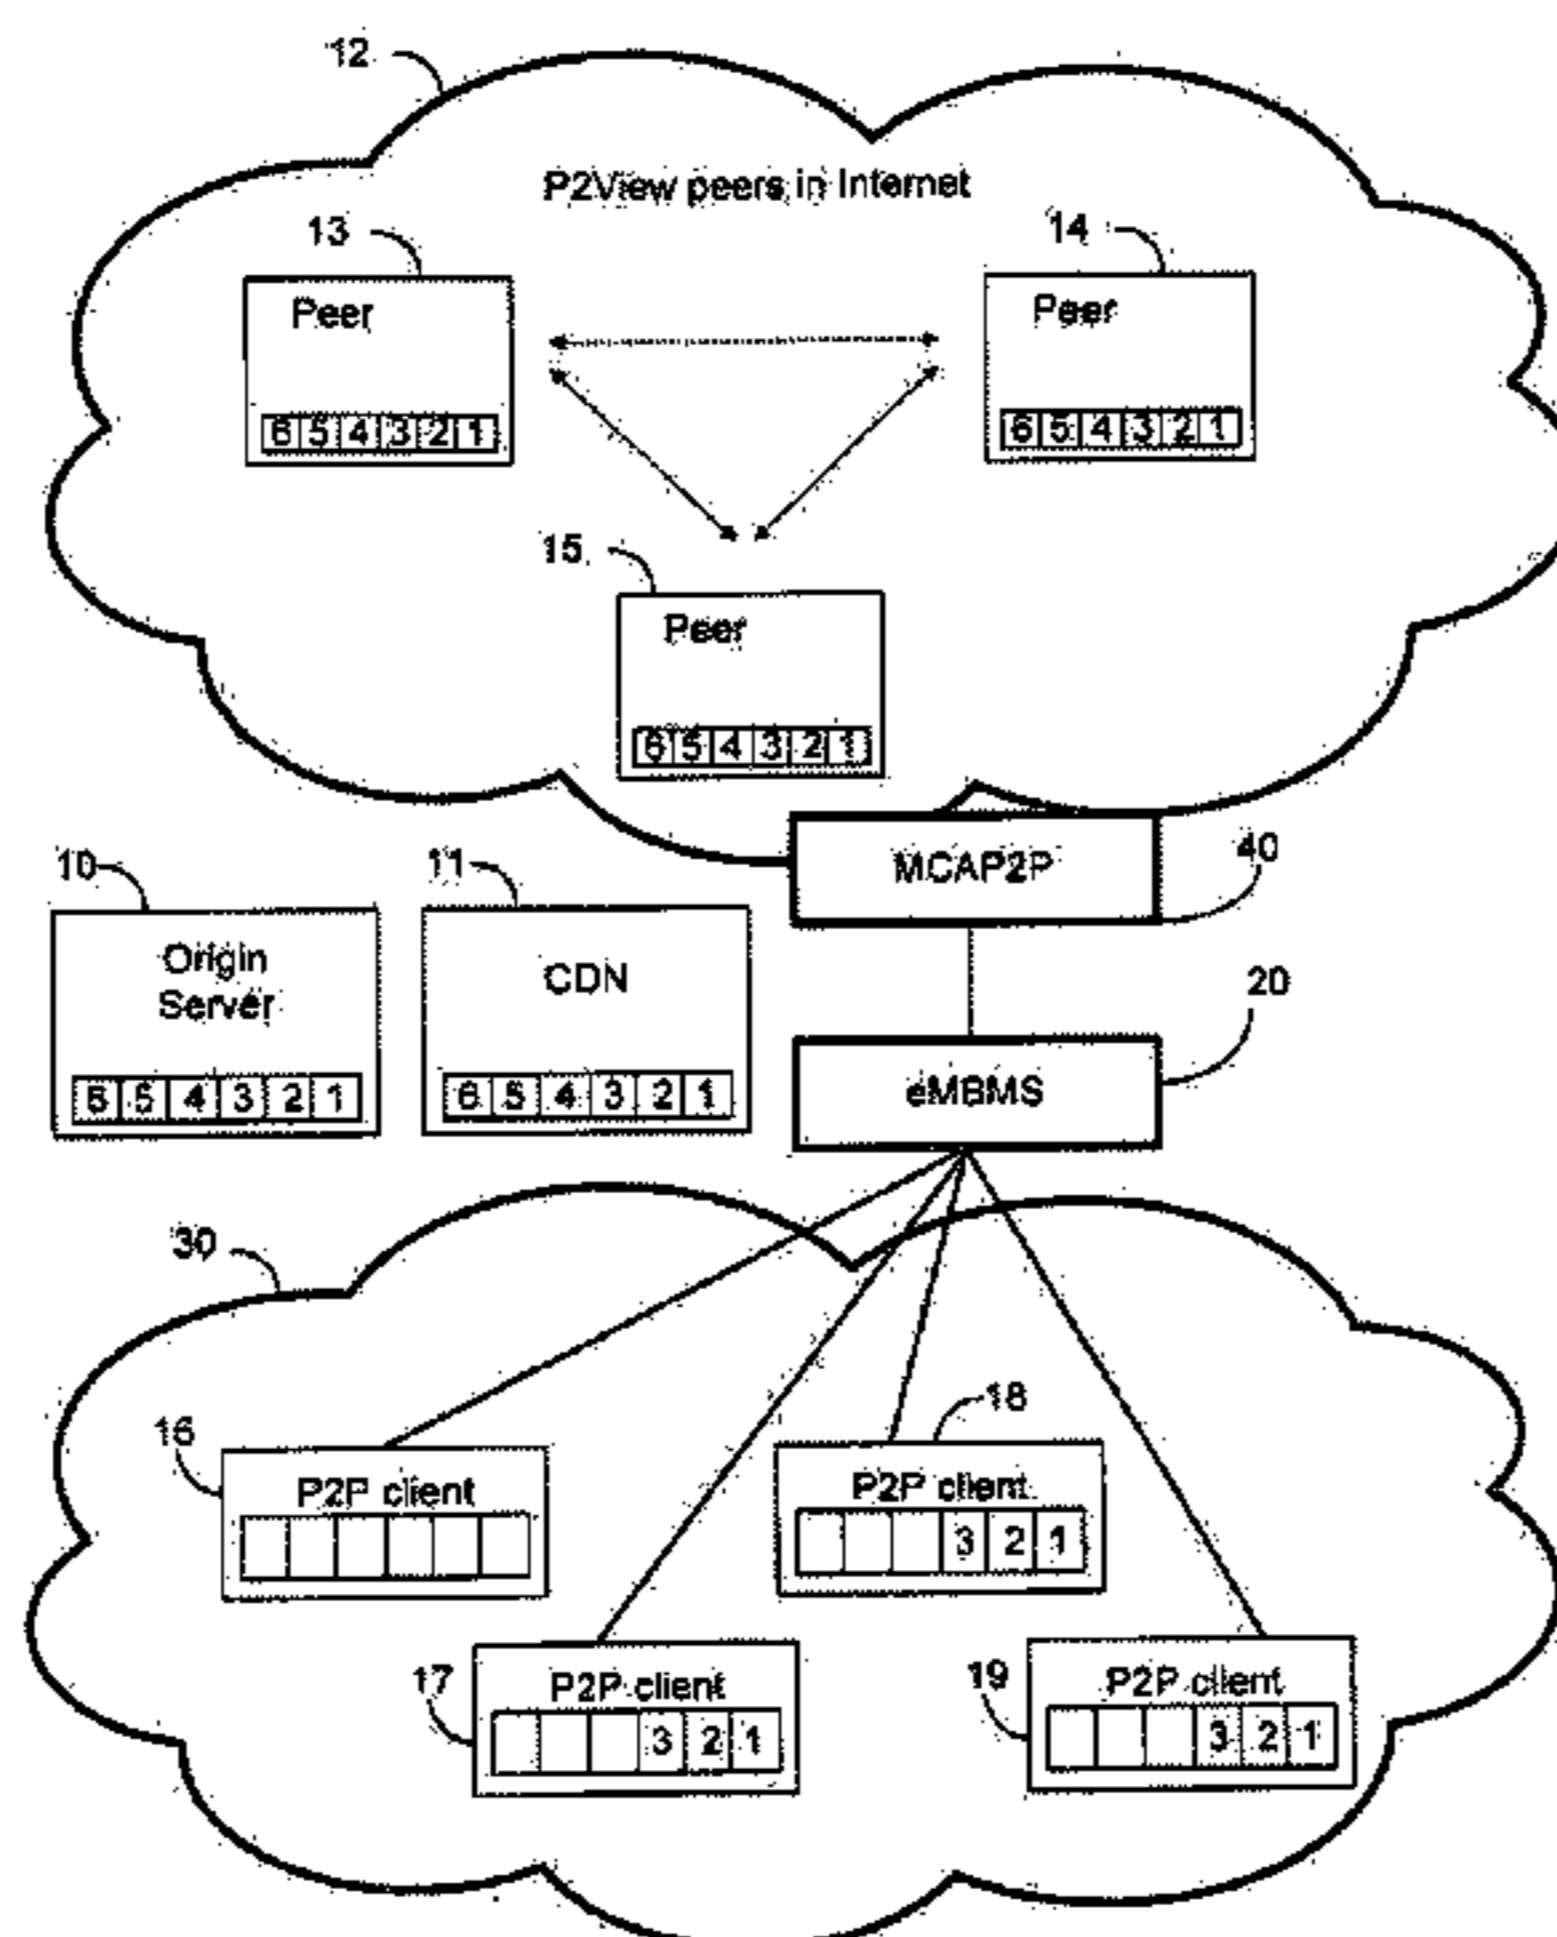 12
P2View peers in Internet
13
14
Peer
Peer
6 5 4 3 2 1
6 5 4 3 2 1
15
Peer
6 5 4 3 2 1
MCAP2P
40
10
11
Origin
Server
CDN
20
6 5 4 3 2 1
6 5 4 3 2 1
eMBMS
30
18
16
P2P client
P2P client
3 2 1
17
19
P2P client
P2P client
3 2 1
3 2 1